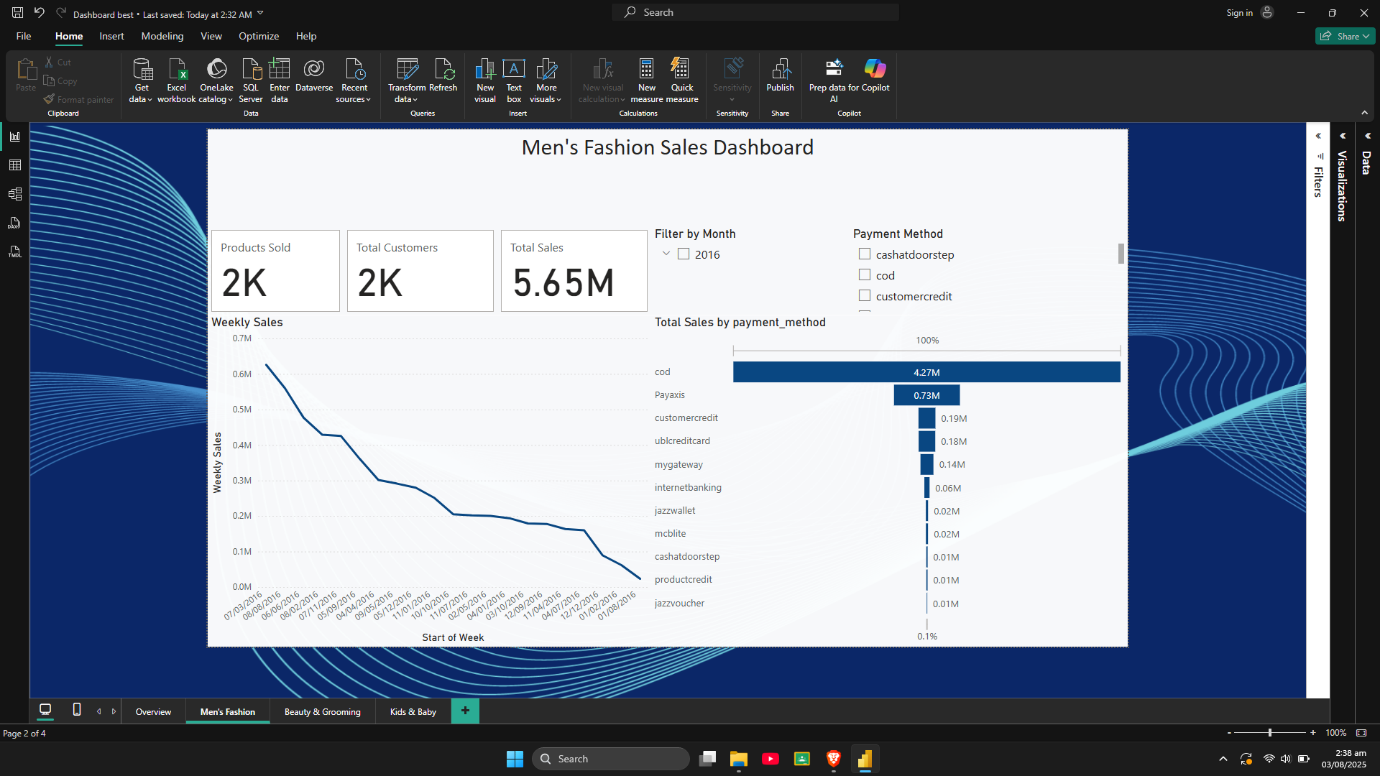 Dashboard best • Last saved: Today at 2:32 AM
Search
Sign in
File Home Insert Modeling View Optimize Help
Share
Paste
Cut
Copy
Format painter
Clipboard
Get data
Excel workbook
OneLake catalog
SQL Server
Enter data
Dataverse
Recent sources
Data
Transform data
Refresh
Queries
New visual
Text box
More visuals
Insert
New visual calculation
New measure
Quick measure
Calculations
Sensitivity
Sensitivity
Publish
Share
Prep data for AI
Copilot
Copilot
Men's Fashion Sales Dashboard
Products Sold
2K
Total Customers
2K
Total Sales
5.65M
Filter by Month
2016
Payment Method
cashatdoorstep
cod
customercredit
Weekly Sales
0.7M
0.6M
0.5M
0.4M
0.3M
0.2M
0.1M
0.0M
Weekly Sales
07/03/2016
08/08/2016
06/06/2016
08/02/2016
07/11/2016
05/09/2016
04/04/2016
09/05/2016
05/12/2016
11/01/2016
10/10/2016
11/07/2016
02/05/2016
04/01/2016
03/10/2016
12/09/2016
11/04/2016
04/07/2016
12/12/2016
01/02/2016
01/08/2016
Start of Week
Total Sales by payment_method
100%
cod 4.27M
Payaxis 0.73M
customercredit 0.19M
ublcreditcard 0.18M
mygateway 0.14M
internetbanking 0.06M
jazzwallet 0.02M
mcblite 0.02M
cashatdoorstep 0.01M
productcredit 0.01M
jazzvoucher 0.01M
0.1%
Filters
Visualizations
Data
DAX
TMDL
Overview
Men's Fashion
Beauty & Grooming
Kids & Baby
+
Page 2 of 4
- + 100%
Search
2:38 am
03/08/2025